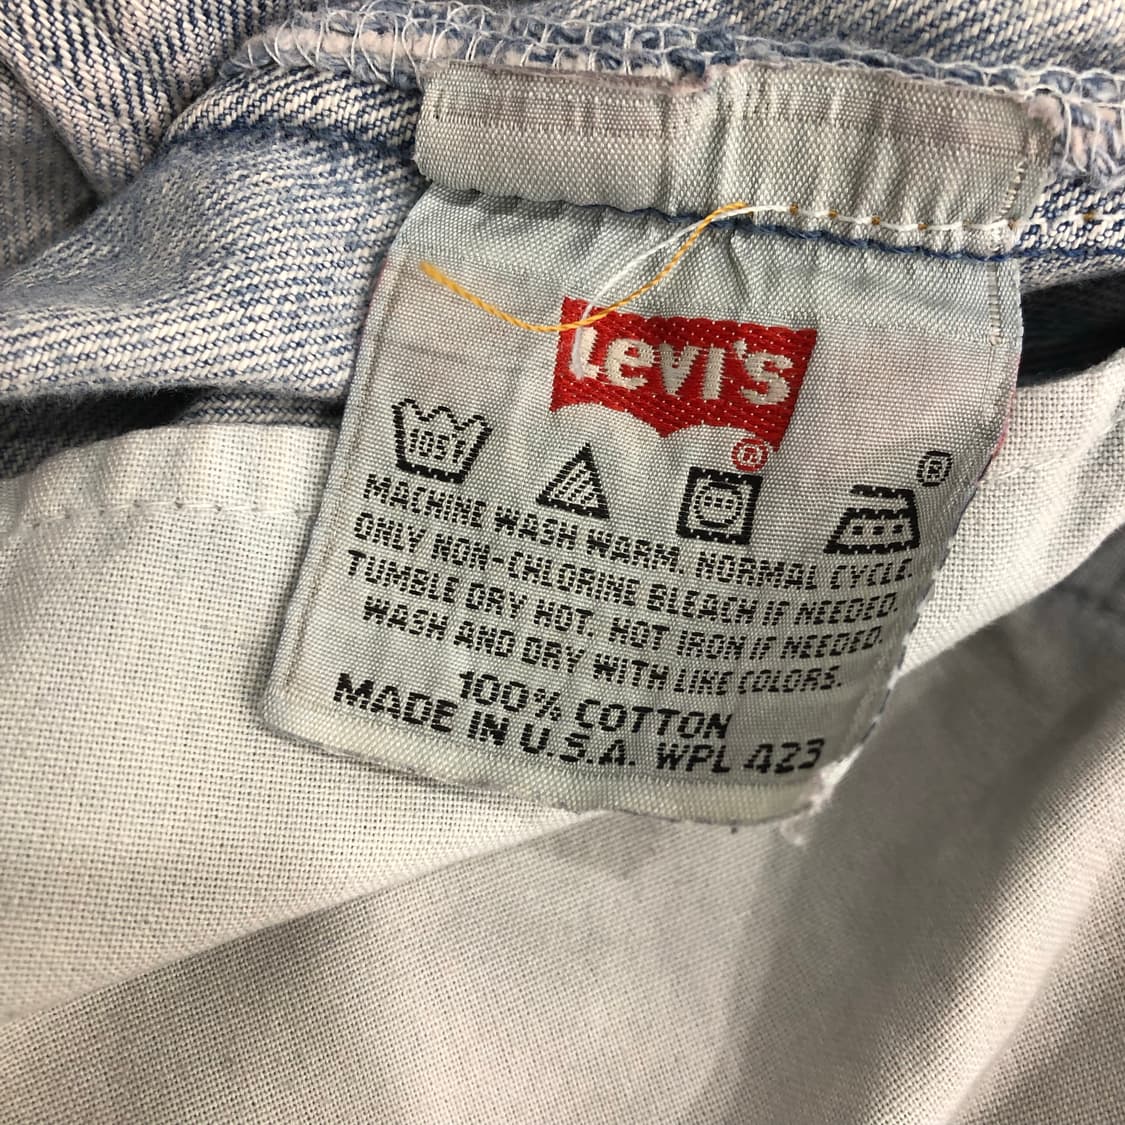 Levi's
®
105F
®
MACHINE WASH WARM. NORMAL CYCLE.
ONLY NON-CHLORINE BLEACH IF NEEDED.
TUMBLE DRY HOT. HOT IRON IF NEEDED.
WASH AND DRY WITH LIKE COLORS.
100% COTTON
MADE IN U.S.A. WPL 423